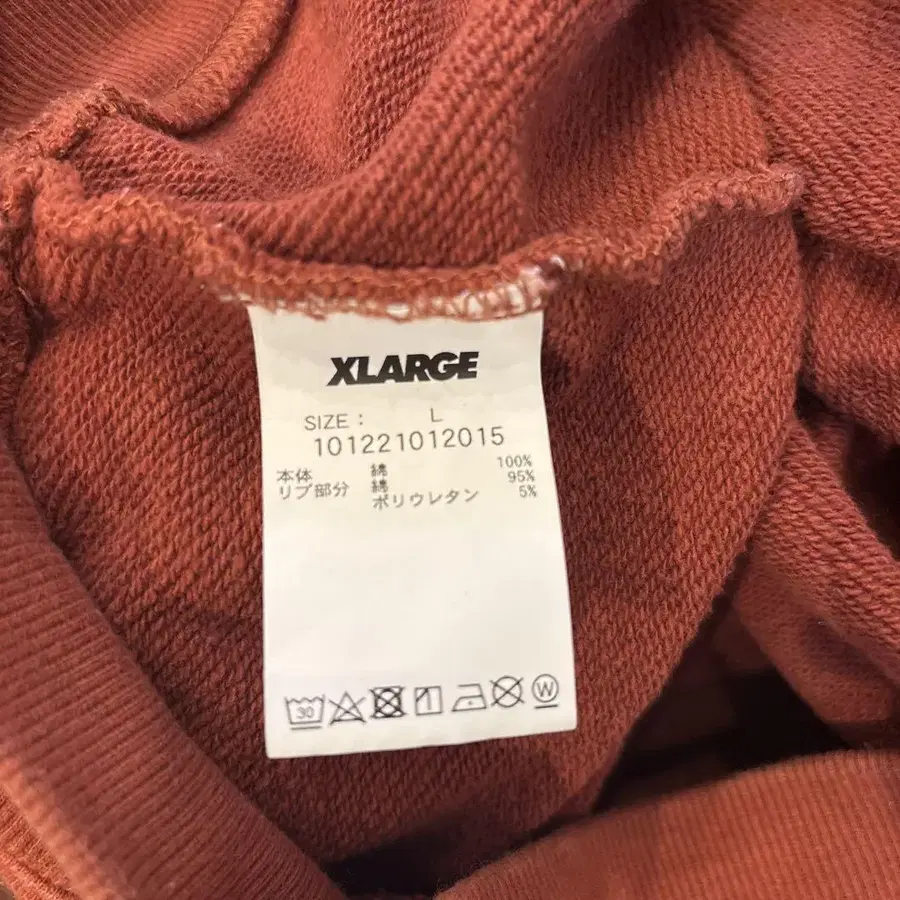 XLARGE
SIZE : L
101221012015
本体 綿 100%
リブ部分 綿 95%
ポリウレタン 5%
30
W